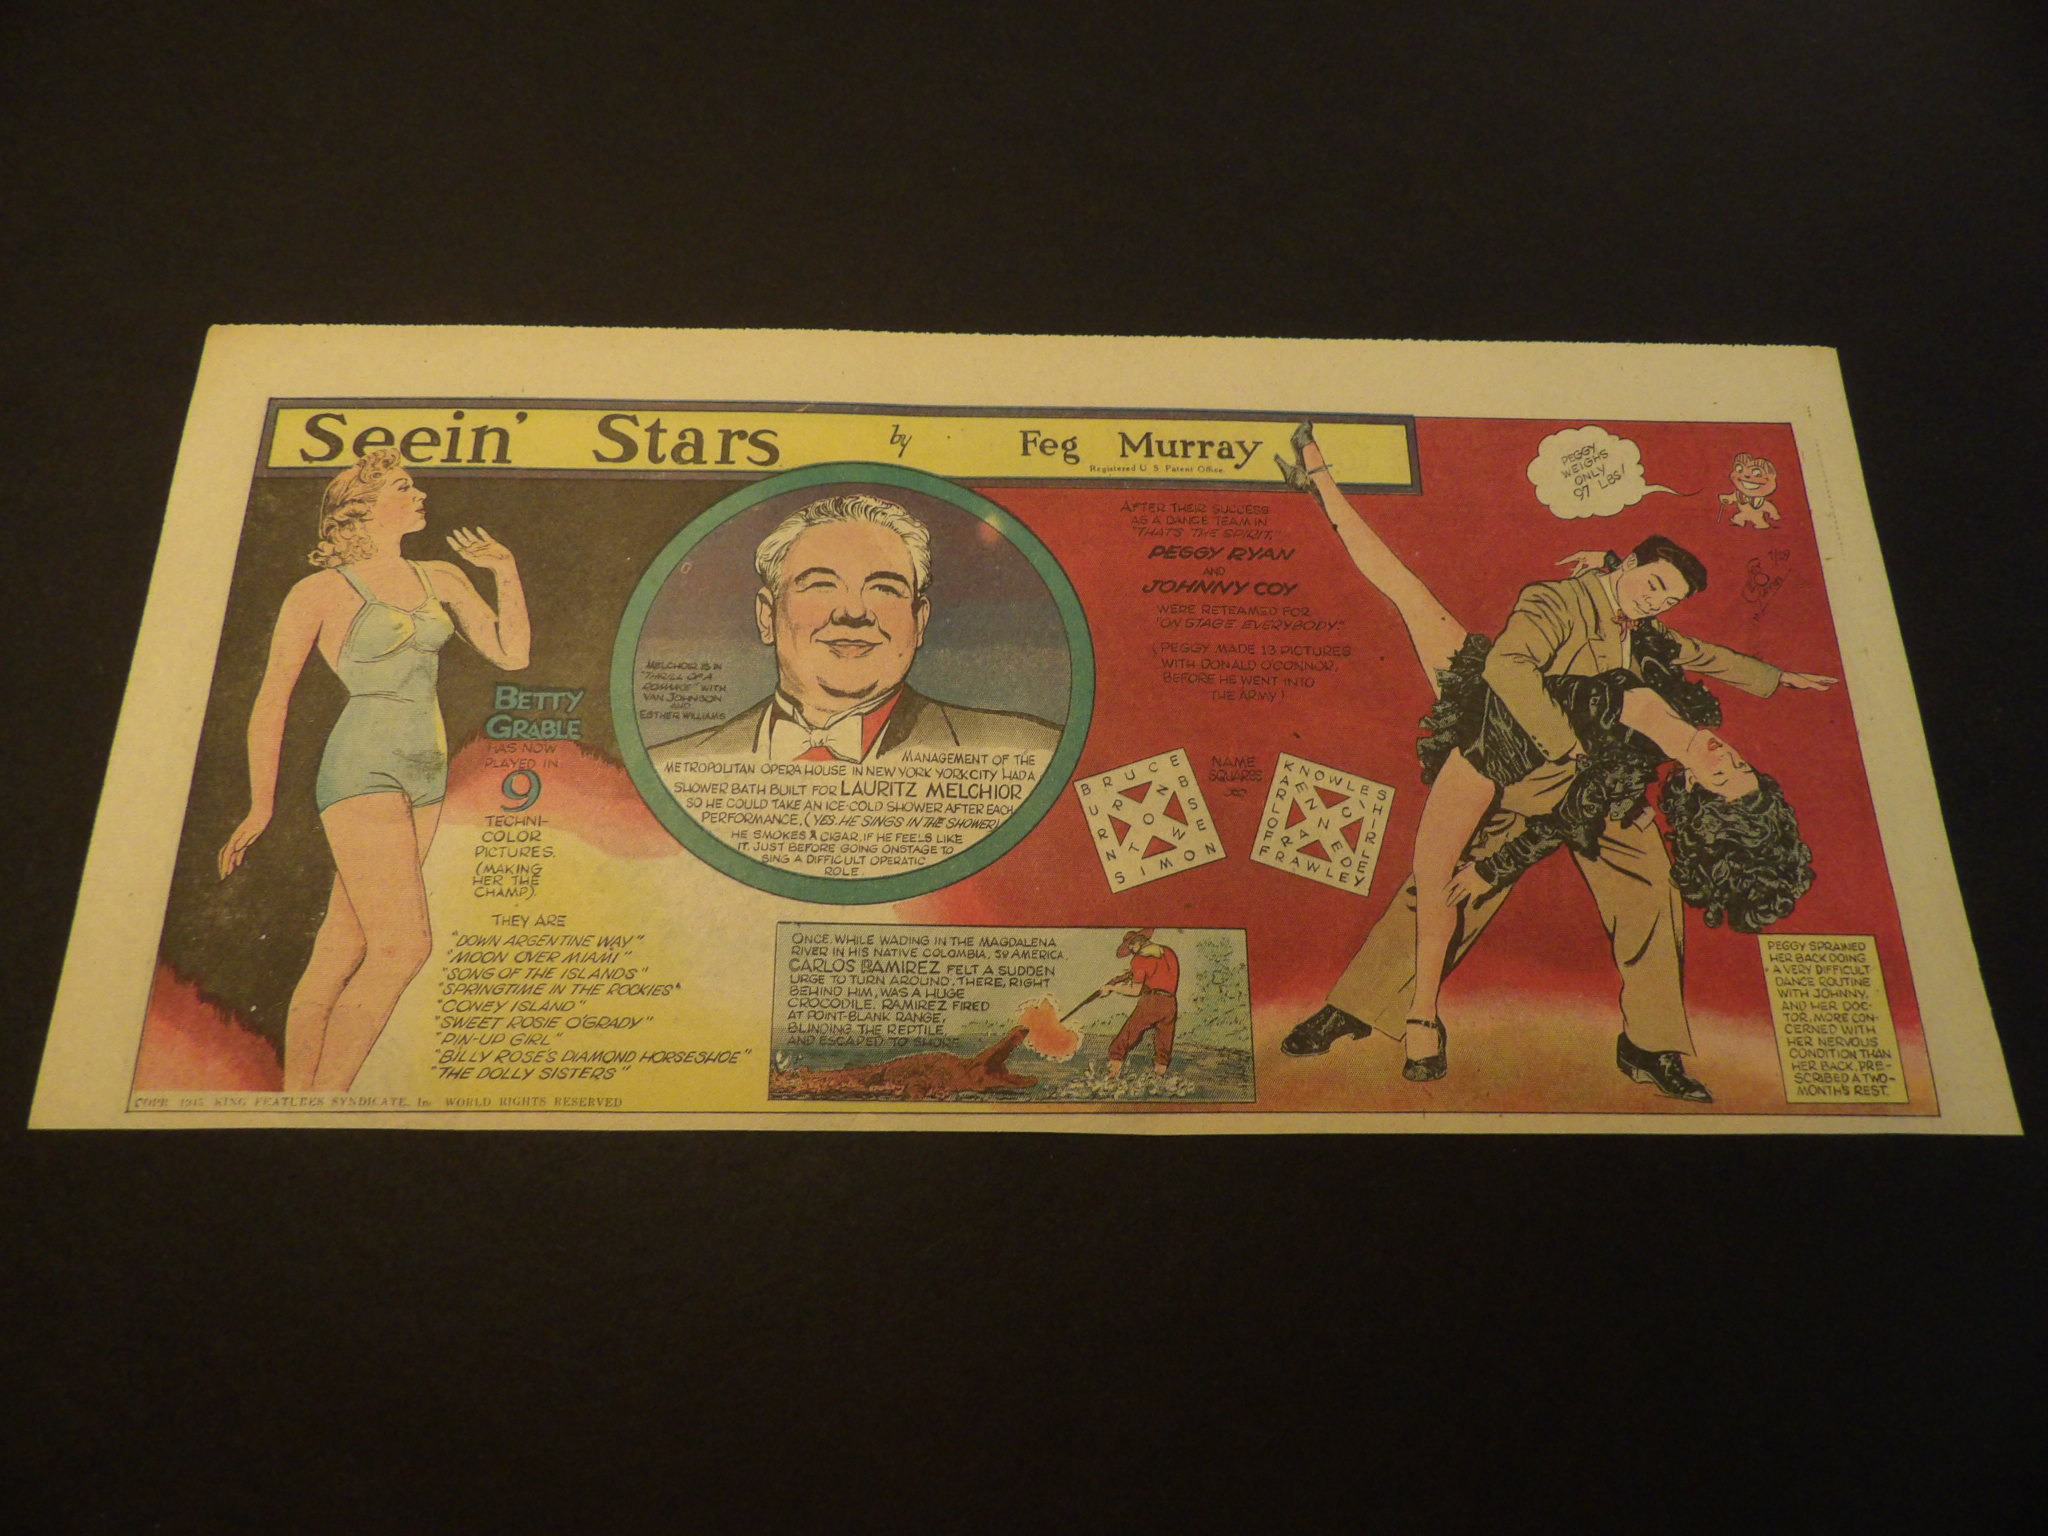 Seein' Stars by Feg Murray
Registered U. S. Patent Office.
BETTY
GRABLE
HAS NOW
PLAYED IN
9
TECHNI-
COLOR
PICTURES.
(MAKING
HER THE
CHAMP).
THEY ARE
"DOWN ARGENTINE WAY"
"MOON OVER MIAMI"
"SONG OF THE ISLANDS"
"SPRINGTIME IN THE ROCKIES"
"CONEY ISLAND"
"SWEET ROSIE O'GRADY"
"PIN-UP GIRL"
"BILLY ROSE'S DIAMOND HORSESHOE"
"THE DOLLY SISTERS"
COPR. 1945, KING FEATURES SYNDICATE, Inc. WORLD RIGHTS RESERVED
MELCHOIR IS IN
"THRILL OF A
ROMANCE" WITH
VAN JOHNSON
AND
ESTHER WILLIAMS
MANAGEMENT OF THE
METROPOLITAN OPERA HOUSE IN NEW YORK YORK CITY HAD A
SHOWER BATH BUILT FOR LAURITZ MELCHIOR
SO HE COULD TAKE AN ICE-COLD SHOWER AFTER EACH
PERFORMANCE. (YES, HE SINGS IN THE SHOWER)
HE SMOKES A CIGAR, IF HE FEELS LIKE
IT, JUST BEFORE GOING ONSTAGE TO
SING A DIFFICULT OPERATIC
ROLE.
ONCE, WHILE WADING IN THE MAGDALENA
RIVER IN HIS NATIVE COLOMBIA, SO AMERICA,
CARLOS RAMIREZ FELT A SUDDEN
URGE TO TURN AROUND. THERE, RIGHT
BEHIND HIM, WAS A HUGE
CROCODILE. RAMIREZ FIRED
AT POINT-BLANK RANGE,
BLINDING THE REPTILE,
AND ESCAPED TO SHORE.
AFTER THEIR SUCCESS
AS A DANCE TEAM IN
"THAT'S THE SPIRIT,"
PEGGY RYAN
AND
JOHNNY COY
WERE RETEAMED FOR
"ON STAGE EVERYBODY."
(PEGGY MADE 13 PICTURES
WITH DONALD O'CONNOR,
BEFORE HE WENT INTO
THE ARMY)
NAME
SQUARES
BRUCE
BURNS
SIMON
KNOWLES
KARLOFF
FRAWLEY
SHIRLEY
PEGGY
WEIGHS
ONLY
97 LBS!
7/29
PEGGY SPRAINED
HER BACK DOING
A VERY DIFFICULT
DANCE ROUTINE
WITH JOHNNY,
AND HER DOC-
TOR, MORE CON-
CERNED WITH
HER NERVOUS
CONDITION THAN
HER BACK, PRE-
SCRIBED A TWO-
MONTH'S REST.